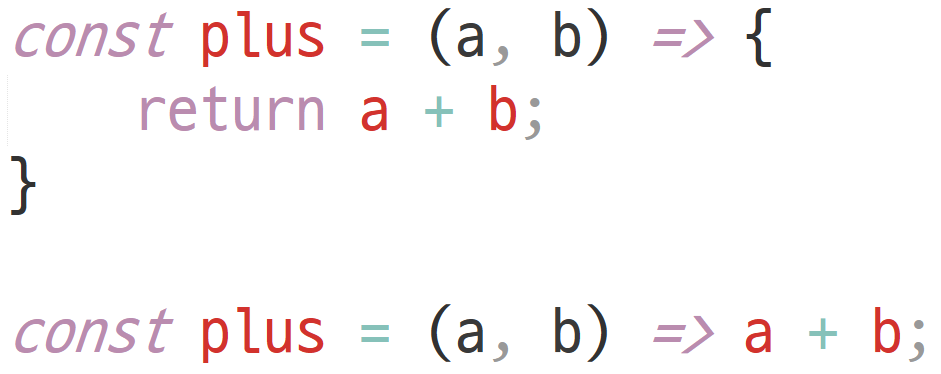 const plus = (a, b) => {
    return a + b;
}

const plus = (a, b) => a + b;